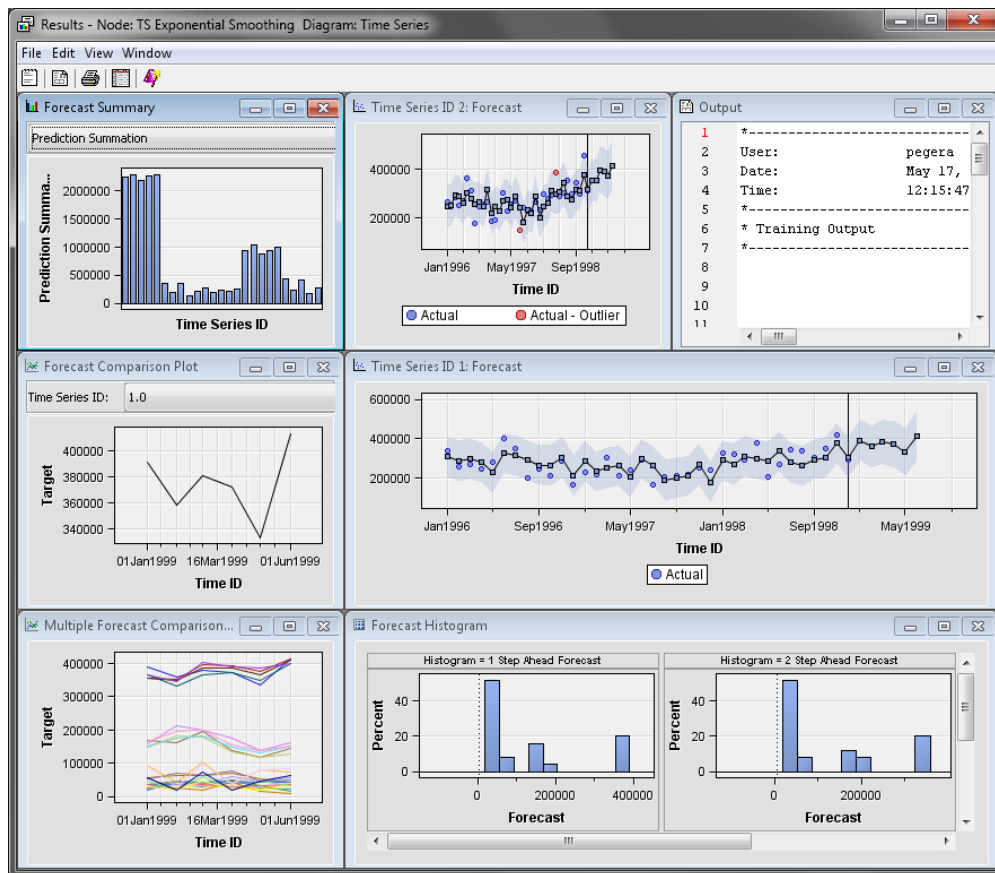 Results - Node: TS Exponential Smoothing Diagram: Time Series
File Edit View Window
Forecast Summary
Prediction Summation
Prediction Summa...
2000000
1500000
1000000
500000
0
Time Series ID
Time Series ID 2: Forecast
400000
200000
Jan1996 May1997 Sep1998
Time ID
Actual Actual - Outlier
Output
1 *------------------------------
2 User: pegera
3 Date: May 17,
4 Time: 12:15:47
5 *------------------------------
6 * Training Output
7 *------------------------------
8
9
10
11
Forecast Comparison Plot
Time Series ID: 1.0
Target
400000
380000
360000
340000
01Jan1999 16Mar1999 01Jun1999
Time ID
Time Series ID 1: Forecast
600000
400000
200000
Jan1996 Sep1996 May1997 Jan1998 Sep1998 May1999
Time ID
Actual
Multiple Forecast Comparison...
Target
400000
300000
200000
100000
0
01Jan1999 16Mar1999 01Jun1999
Time ID
Forecast Histogram
Histogram = 1 Step Ahead Forecast
Percent
40
20
0
0 200000 400000
Forecast
Histogram = 2 Step Ahead Forecast
Percent
40
20
0
0 200000
Forecast